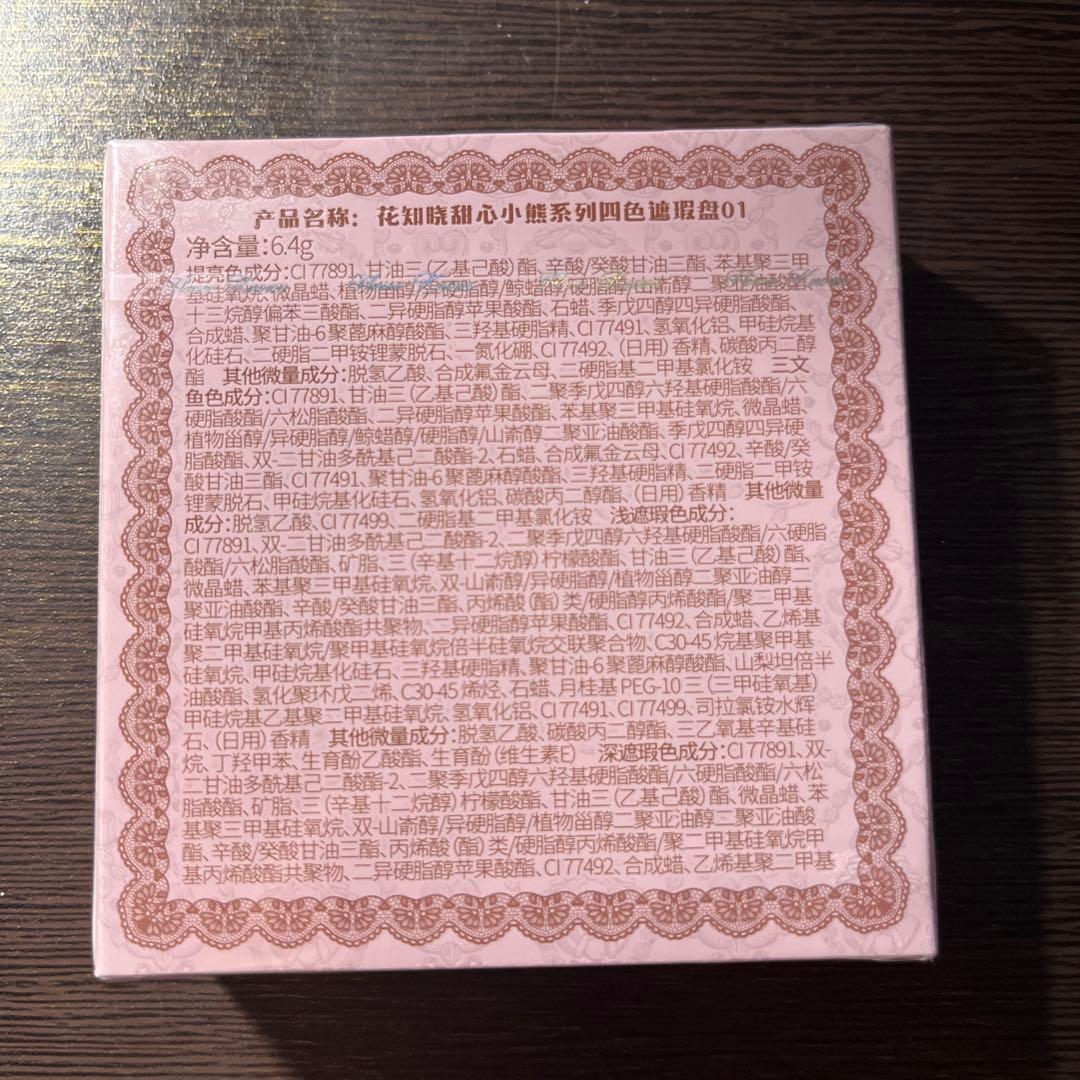 产品名称：花知晓甜心小熊系列四色遮瑕盘01
净含量：6.4g
提亮色成分：CI 77891、甘油三（乙基己酸）酯、辛酸/癸酸甘油三酯、苯基聚三甲
基硅氧烷、微晶蜡、植物甾醇/异硬脂醇/鲸蜡醇/硬脂醇/
十三烷醇偏苯三酸酯、二异硬脂醇苹果酸酯、石蜡、季戊四醇四异硬脂酸酯、
合成蜡、聚甘油-6 聚蓖麻醇酸酯、三羟基硬脂精、CI 77491、氢氧化铝、甲硅烷基
化硅石、二硬脂二甲铵锂蒙脱石、一氮化硼、CI 77492、（日用）香精、碳酸丙二醇
酯 其他微量成分：脱氢乙酸、合成氟金云母、二硬脂基二甲基氯化铵 三文
鱼色成分：CI 77891、甘油三（乙基己酸）酯、二聚季戊四醇六羟基硬脂酸酯/六
硬脂酸酯/六松脂酸酯、二异硬脂醇苹果酸酯、苯基聚三甲基硅氧烷、微晶蜡、
植物甾醇/异硬脂醇/鲸蜡醇/硬脂醇/山嵛醇二聚亚油酸酯、季戊四醇四异硬
脂酸酯、双-二甘油多酰基己二酸酯-2、石蜡、合成氟金云母、CI 77492、辛酸/癸
酸甘油三酯、CI 77491、聚甘油-6 聚蓖麻醇酸酯、三羟基硬脂精、二硬脂二甲铵
锂蒙脱石、甲硅烷基化硅石、氢氧化铝、碳酸丙二醇酯、（日用）香精 其他微量
成分：脱氢乙酸、CI 77499、二硬脂基二甲基氯化铵 浅遮瑕色成分：
CI 77891、双-二甘油多酰基己二酸酯-2、二聚季戊四醇六羟基硬脂酸酯/六硬脂
酸酯/六松脂酸酯、矿脂、三（辛基十二烷醇）柠檬酸酯、甘油三（乙基己酸）酯、
微晶蜡、苯基聚三甲基硅氧烷、双-山嵛醇/异硬脂醇/植物甾醇二聚亚油醇二
聚亚油酸酯、辛酸/癸酸甘油三酯、丙烯酸（酯）类/硬脂醇丙烯酸酯/聚二甲基
硅氧烷甲基丙烯酸酯共聚物、二异硬脂醇苹果酸酯、CI 77492、合成蜡、乙烯基
聚二甲基硅氧烷/聚甲基硅氧烷倍半硅氧烷交联聚合物、C30-45 烷基聚甲基
硅氧烷、甲硅烷基化硅石、三羟基硬脂精、聚甘油-6 聚蓖麻醇酸酯、山梨坦倍半
油酸酯、氢化聚环戊二烯、C30-45 烯烃、石蜡、月桂基 PEG-10 三（三甲硅氧基）
甲硅烷基乙基聚二甲基硅氧烷、氢氧化铝、CI 77491、CI 77499、司拉氯铵水辉
石、（日用）香精 其他微量成分：脱氢乙酸、碳酸丙二醇酯、三乙氧基辛基硅
烷、丁羟甲苯、生育酚乙酸酯、生育酚（维生素E） 深遮瑕色成分：CI 77891、双-
二甘油多酰基己二酸酯-2、二聚季戊四醇六羟基硬脂酸酯/六硬脂酸酯/六松
脂酸酯、矿脂、三（辛基十二烷醇）柠檬酸酯、甘油三（乙基己酸）酯、微晶蜡、苯
基聚三甲基硅氧烷、双-山嵛醇/异硬脂醇/植物甾醇二聚亚油醇二聚亚油酸
酯、辛酸/癸酸甘油三酯、丙烯酸（酯）类/硬脂醇丙烯酸酯/聚二甲基硅氧烷甲
基丙烯酸酯共聚物、二异硬脂醇苹果酸酯、CI 77492、合成蜡、乙烯基聚二甲基